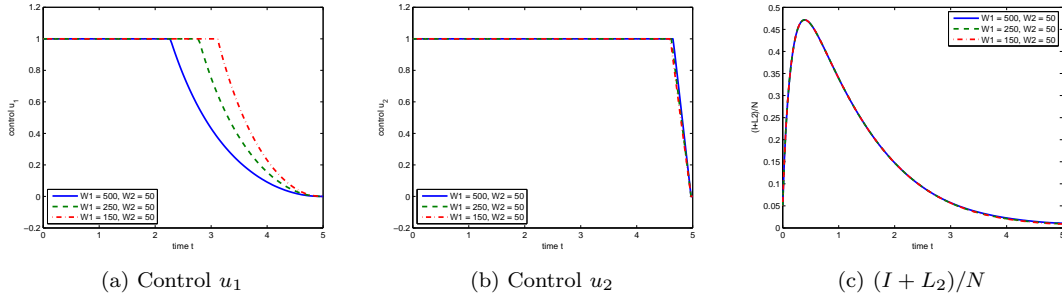 1.2
1
0.8
0.6
0.4
0.2
0
−0.2
control u1
0 1 2 3 4 5
time t
W1 = 500, W2 = 50
W1 = 250, W2 = 50
W1 = 150, W2 = 50
(a) Control u1
1.2
1
0.8
0.6
0.4
0.2
0
−0.2
control u2
0 1 2 3 4 5
time t
W1 = 500, W2 = 50
W1 = 250, W2 = 50
W1 = 150, W2 = 50
(b) Control u2
0.5
0.45
0.4
0.35
0.3
0.25
0.2
0.15
0.1
0.05
0
(I+L2)/N
0 1 2 3 4 5
time t
W1 = 500, W2 = 50
W1 = 250, W2 = 50
W1 = 150, W2 = 50
(c) (I + L2)/N